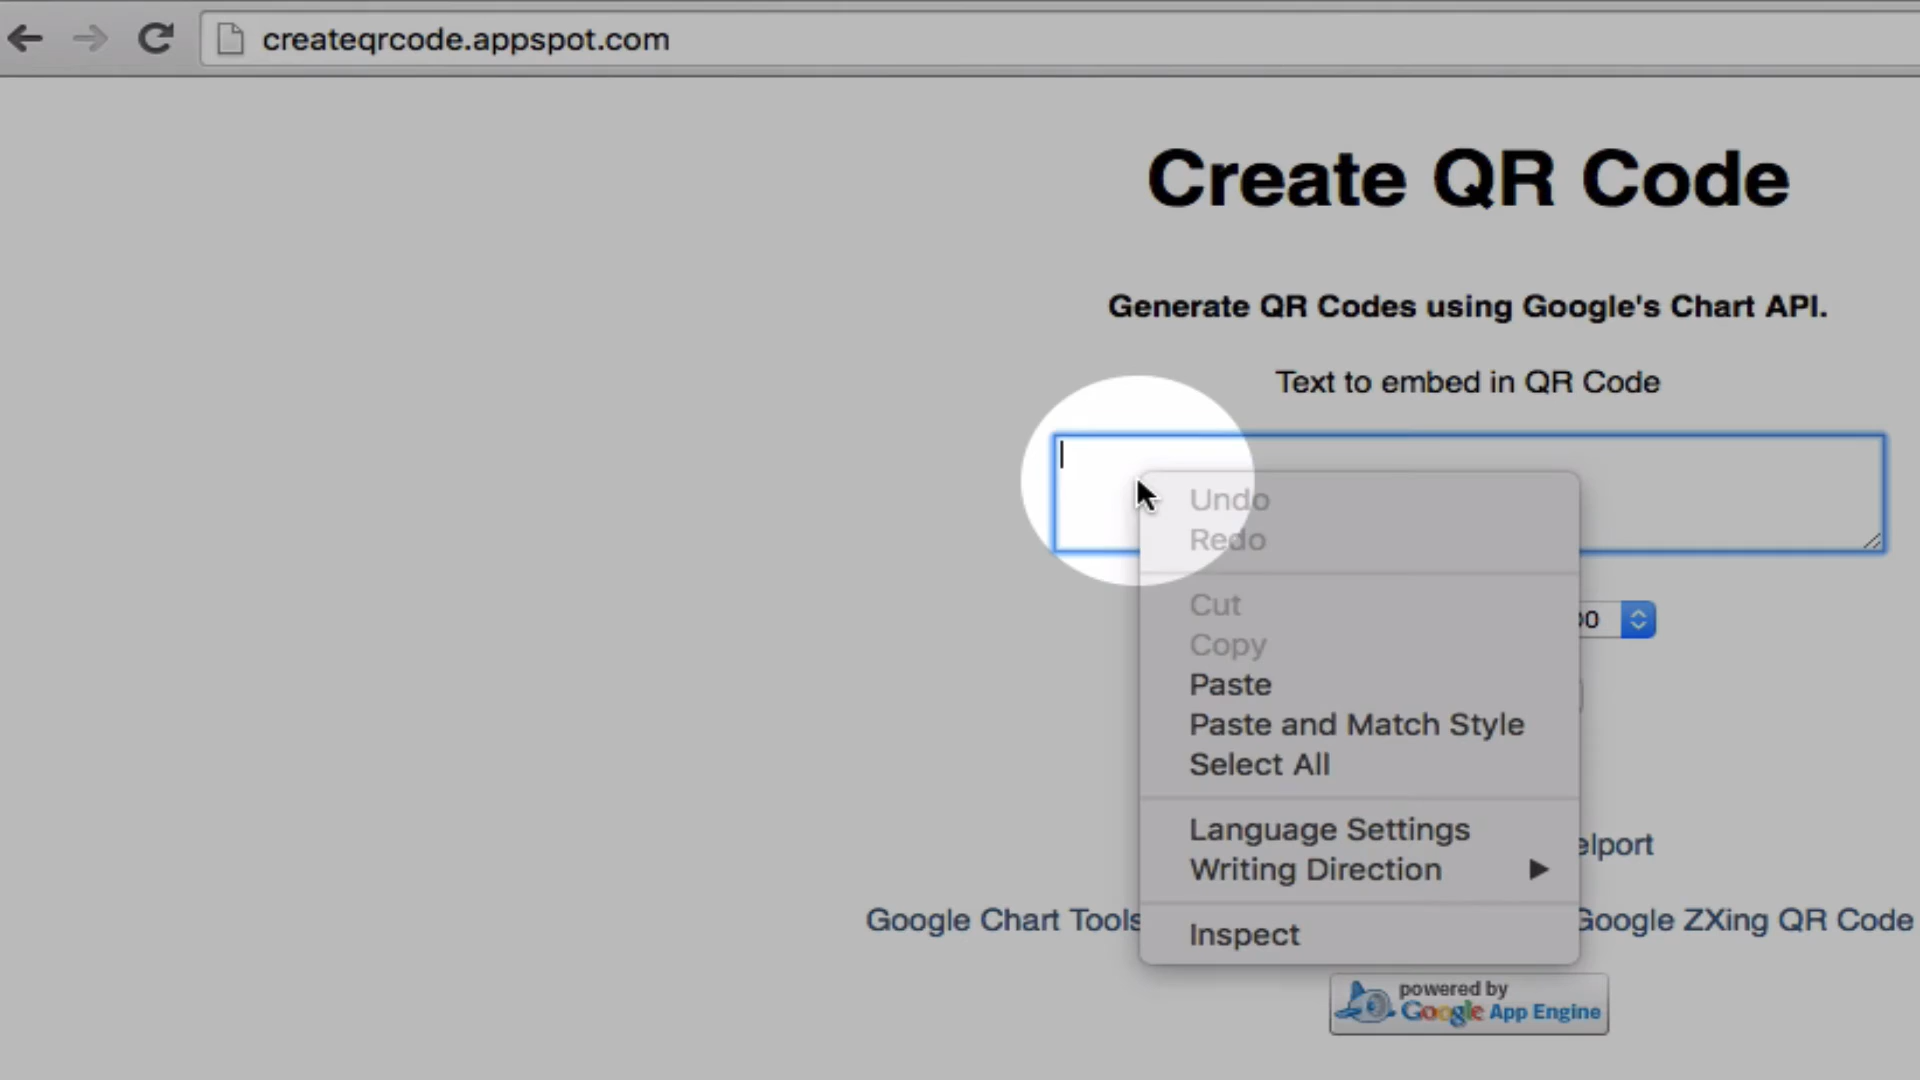 createqrcode.appspot.com
Create QR Code
Generate QR Codes using Google's Chart API.
Text to embed in QR Code
Undo
Redo
Cut
Copy
Paste
Paste and Match Style
Select All
Language Settings
Writing Direction
Inspect
Google Chart Tools
Google ZXing QR Code
powered by
Google App Engine